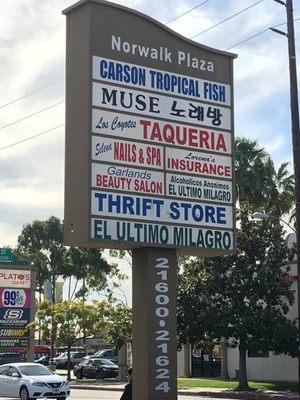 Norwalk Plaza
CARSON TROPICAL FISH
MUSE 노래방
Los Coyotes TAQUERIA
Selena NAILS & SPA
Lorena's INSURANCE
Garlands BEAUTY SALON
Alcoholicos Anonimos EL ULTIMO MILAGRO
THRIFT STORE
EL ULTIMO MILAGRO
21600-21624
PLATOS
99
SKECHERS
SUBWAY